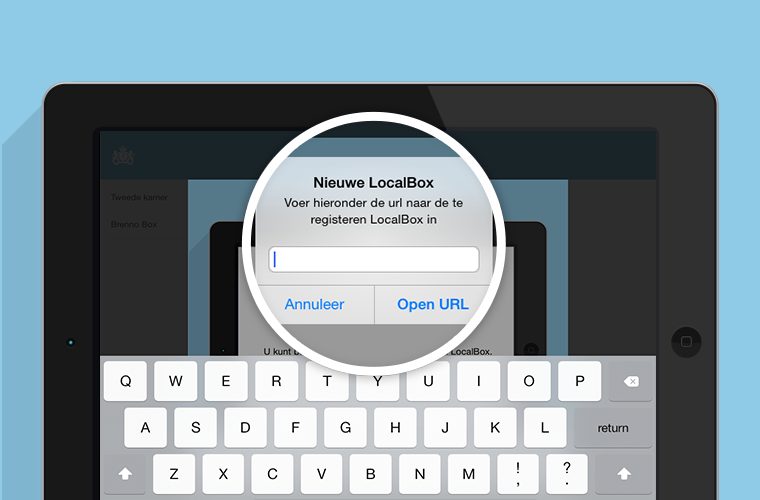 Nieuwe LocalBox
Voer hieronder de url naar de te
registeren LocalBox in
Annuleer Open URL
Tweede kamer
Brenno Box
U kunt LocalBox.
Q W E R T Y U I O P
A S D F G H J K L return
Z X C V B N M ! , ? .